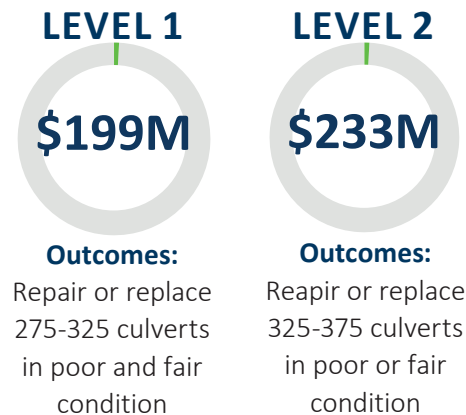 LEVEL 1
$199M
Outcomes:
Repair or replace
275-325 culverts
in poor and fair
condition
LEVEL 2
$233M
Outcomes:
Reapir or replace
325-375 culverts
in poor or fair
condition